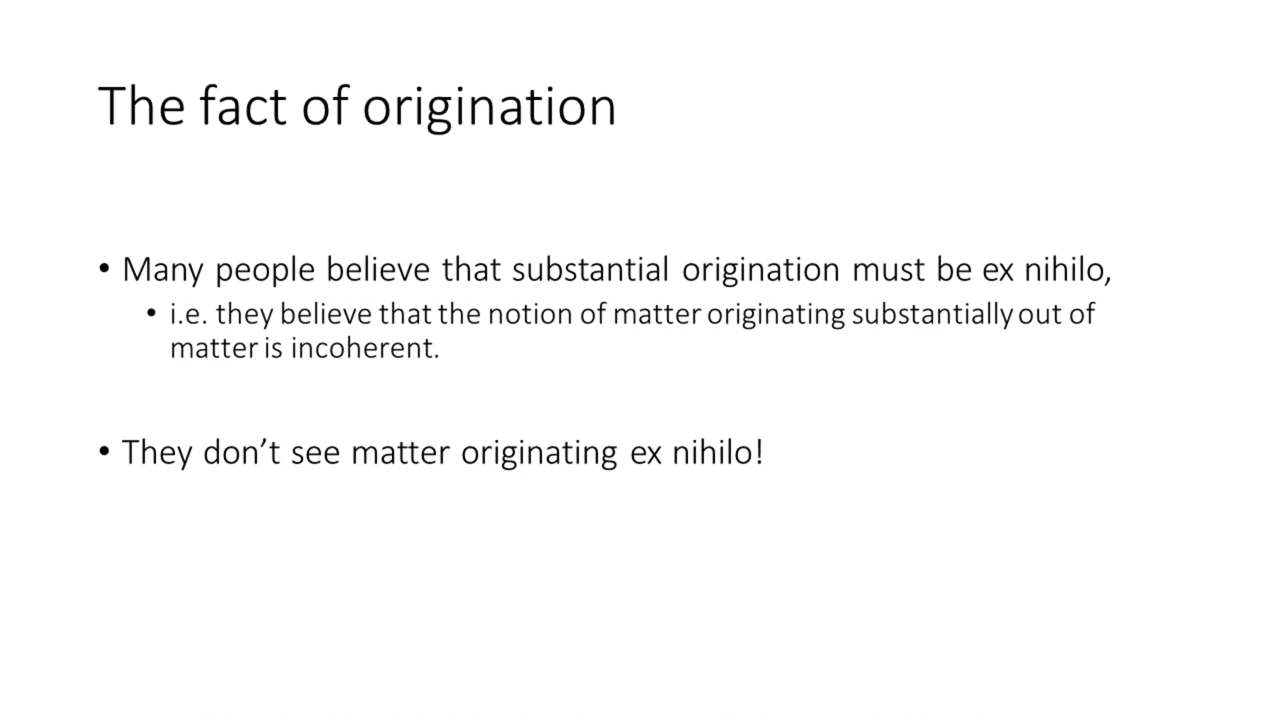 The fact of origination
• Many people believe that substantial origination must be ex nihilo,
• i.e. they believe that the notion of matter originating substantially out of
matter is incoherent.
• They don’t see matter originating ex nihilo!